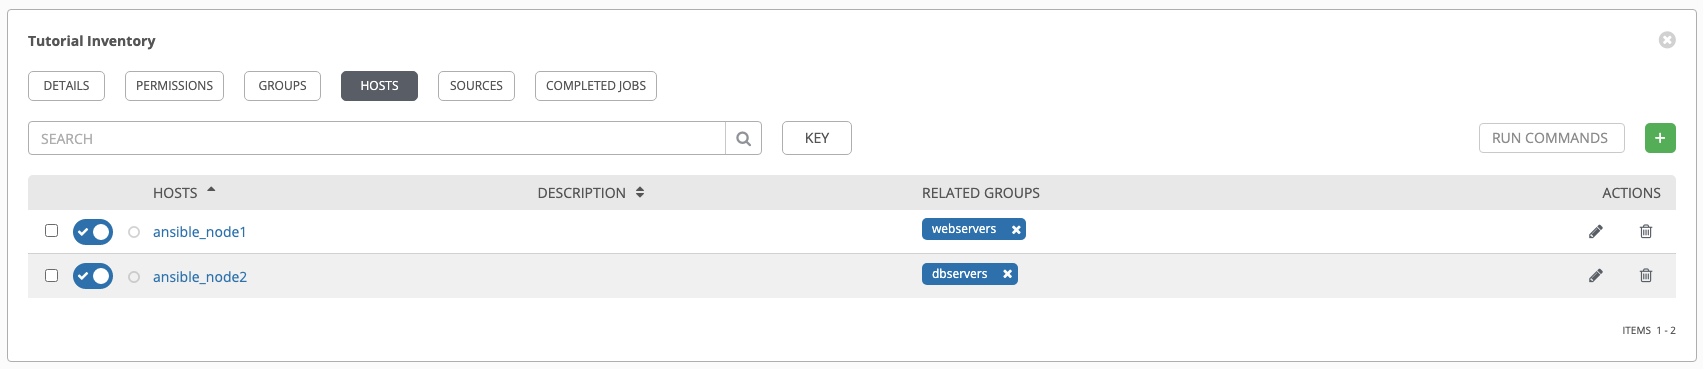 Tutorial Inventory
DETAILS PERMISSIONS GROUPS HOSTS SOURCES COMPLETED JOBS
SEARCH KEY RUN COMMANDS +
HOSTS DESCRIPTION RELATED GROUPS ACTIONS
ansible_node1 webservers
ansible_node2 dbservers
ITEMS 1 - 2